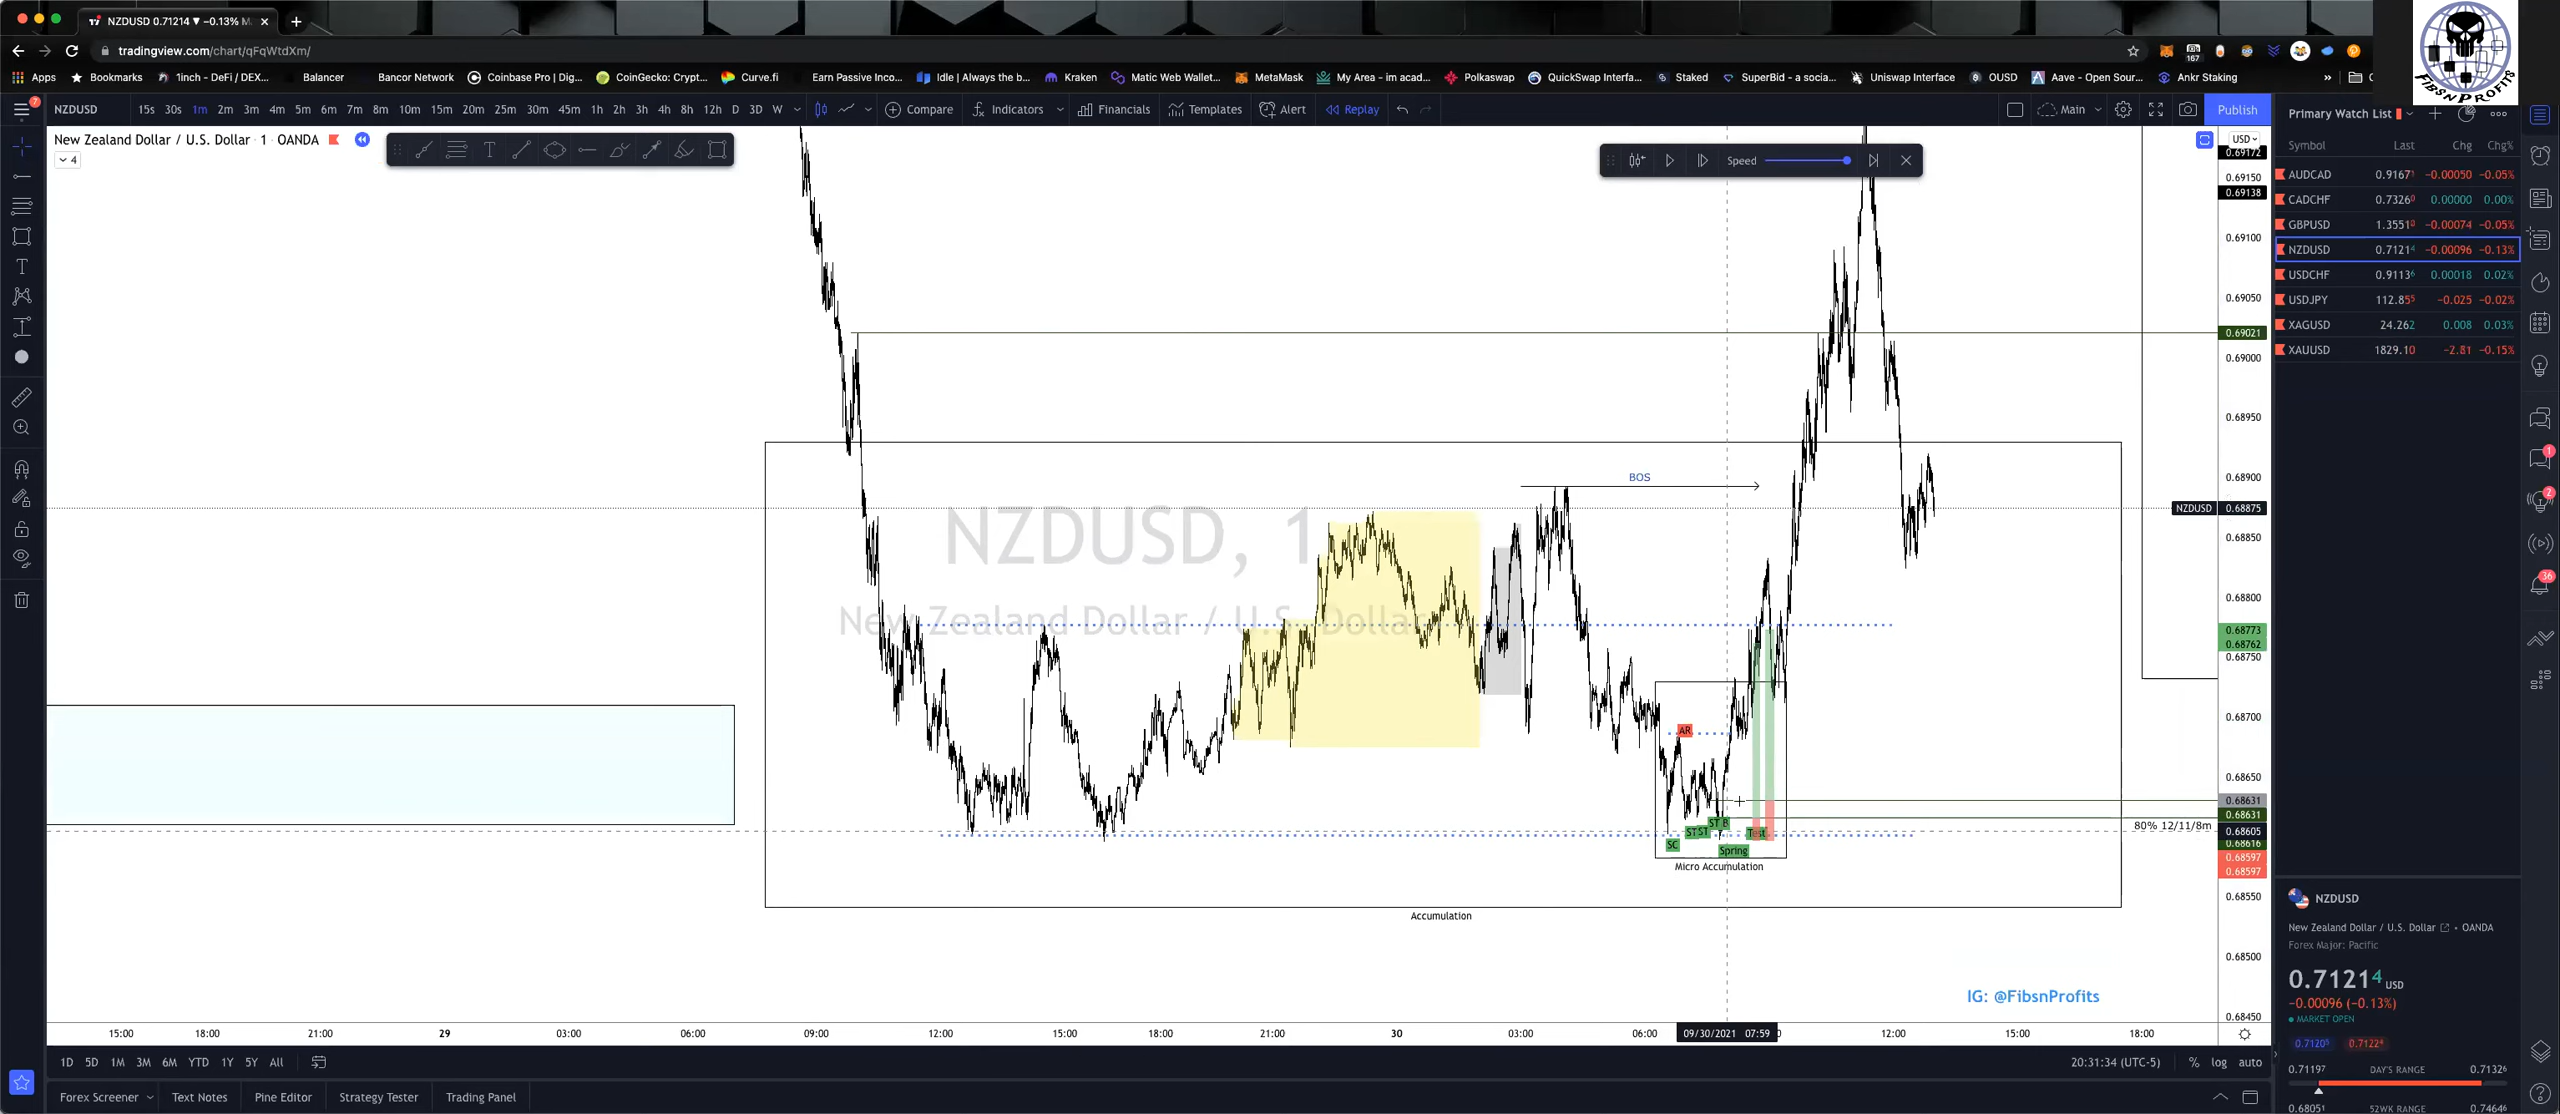 NZDUSD 0.71214 ▼ −0.13% M
tradingview.com/chart/qFqWtdXm/
Apps Bookmarks 1inch - DeFi / DEX... Balancer Bancor Network Coinbase Pro | Dig... CoinGecko: Crypt... Curve.fi Earn Passive Inco... Idle | Always the b... Kraken Matic Web Wallet... MetaMask My Area - im acad... Polkaswap QuickSwap Interfa... Staked SuperBid - a socia... Uniswap Interface OUSD Aave - Open Sour... Ankr Staking »
FIBSNPROFITS
NZDUSD 15s 30s 1m 2m 3m 4m 5m 6m 7m 8m 10m 15m 20m 25m 30m 45m 1h 2h 3h 4h 8h 12h D 3D W Compare Indicators Financials Templates Alert Replay Main Publish
New Zealand Dollar / U.S. Dollar · 1 · OANDA
4
Speed
USD
0.69172
0.69150
0.69138
0.69100
0.69050
0.69021
0.69000
0.68950
0.68900
NZDUSD 0.68875
0.68850
0.68800
0.68773
0.68762
0.68750
0.68700
0.68650
0.68631
0.68631
0.68605
0.68616
0.68597
0.68597
0.68550
0.68500
0.68450
NZDUSD, 1
New Zealand Dollar / U.S. Dollar
BOS
AR
ST ST ST B
SC
Spring
Test
Micro Accumulation
Accumulation
80% 12/11/8m
IG: @FibsnProfits
15:00 18:00 21:00 29 03:00 06:00 09:00 12:00 15:00 18:00 21:00 30 03:00 06:00 09/30/2021 07:59 12:00 15:00 18:00
1D 5D 1M 3M 6M YTD 1Y 5Y All
20:31:34 (UTC-5) % log auto
Forex Screener Text Notes Pine Editor Strategy Tester Trading Panel
Primary Watch List
Symbol Last Chg Chg%
AUDCAD 0.9167 −0.00050 −0.05%
CADCHF 0.7326 0.00000 0.00%
GBPUSD 1.3551 −0.00074 −0.05%
NZDUSD 0.71214 −0.00096 −0.13%
USDCHF 0.91136 0.00018 0.02%
USDJPY 112.855 −0.025 −0.02%
XAGUSD 24.262 0.008 0.03%
XAUUSD 1829.10 −2.81 −0.15%
NZDUSD
New Zealand Dollar / U.S. Dollar • OANDA
Forex Major: Pacific
0.71214 USD
−0.00096 (−0.13%)
MARKET OPEN
0.71205 0.71224
0.71197 DAY'S RANGE 0.71326
0.68051 52WK RANGE 0.74646